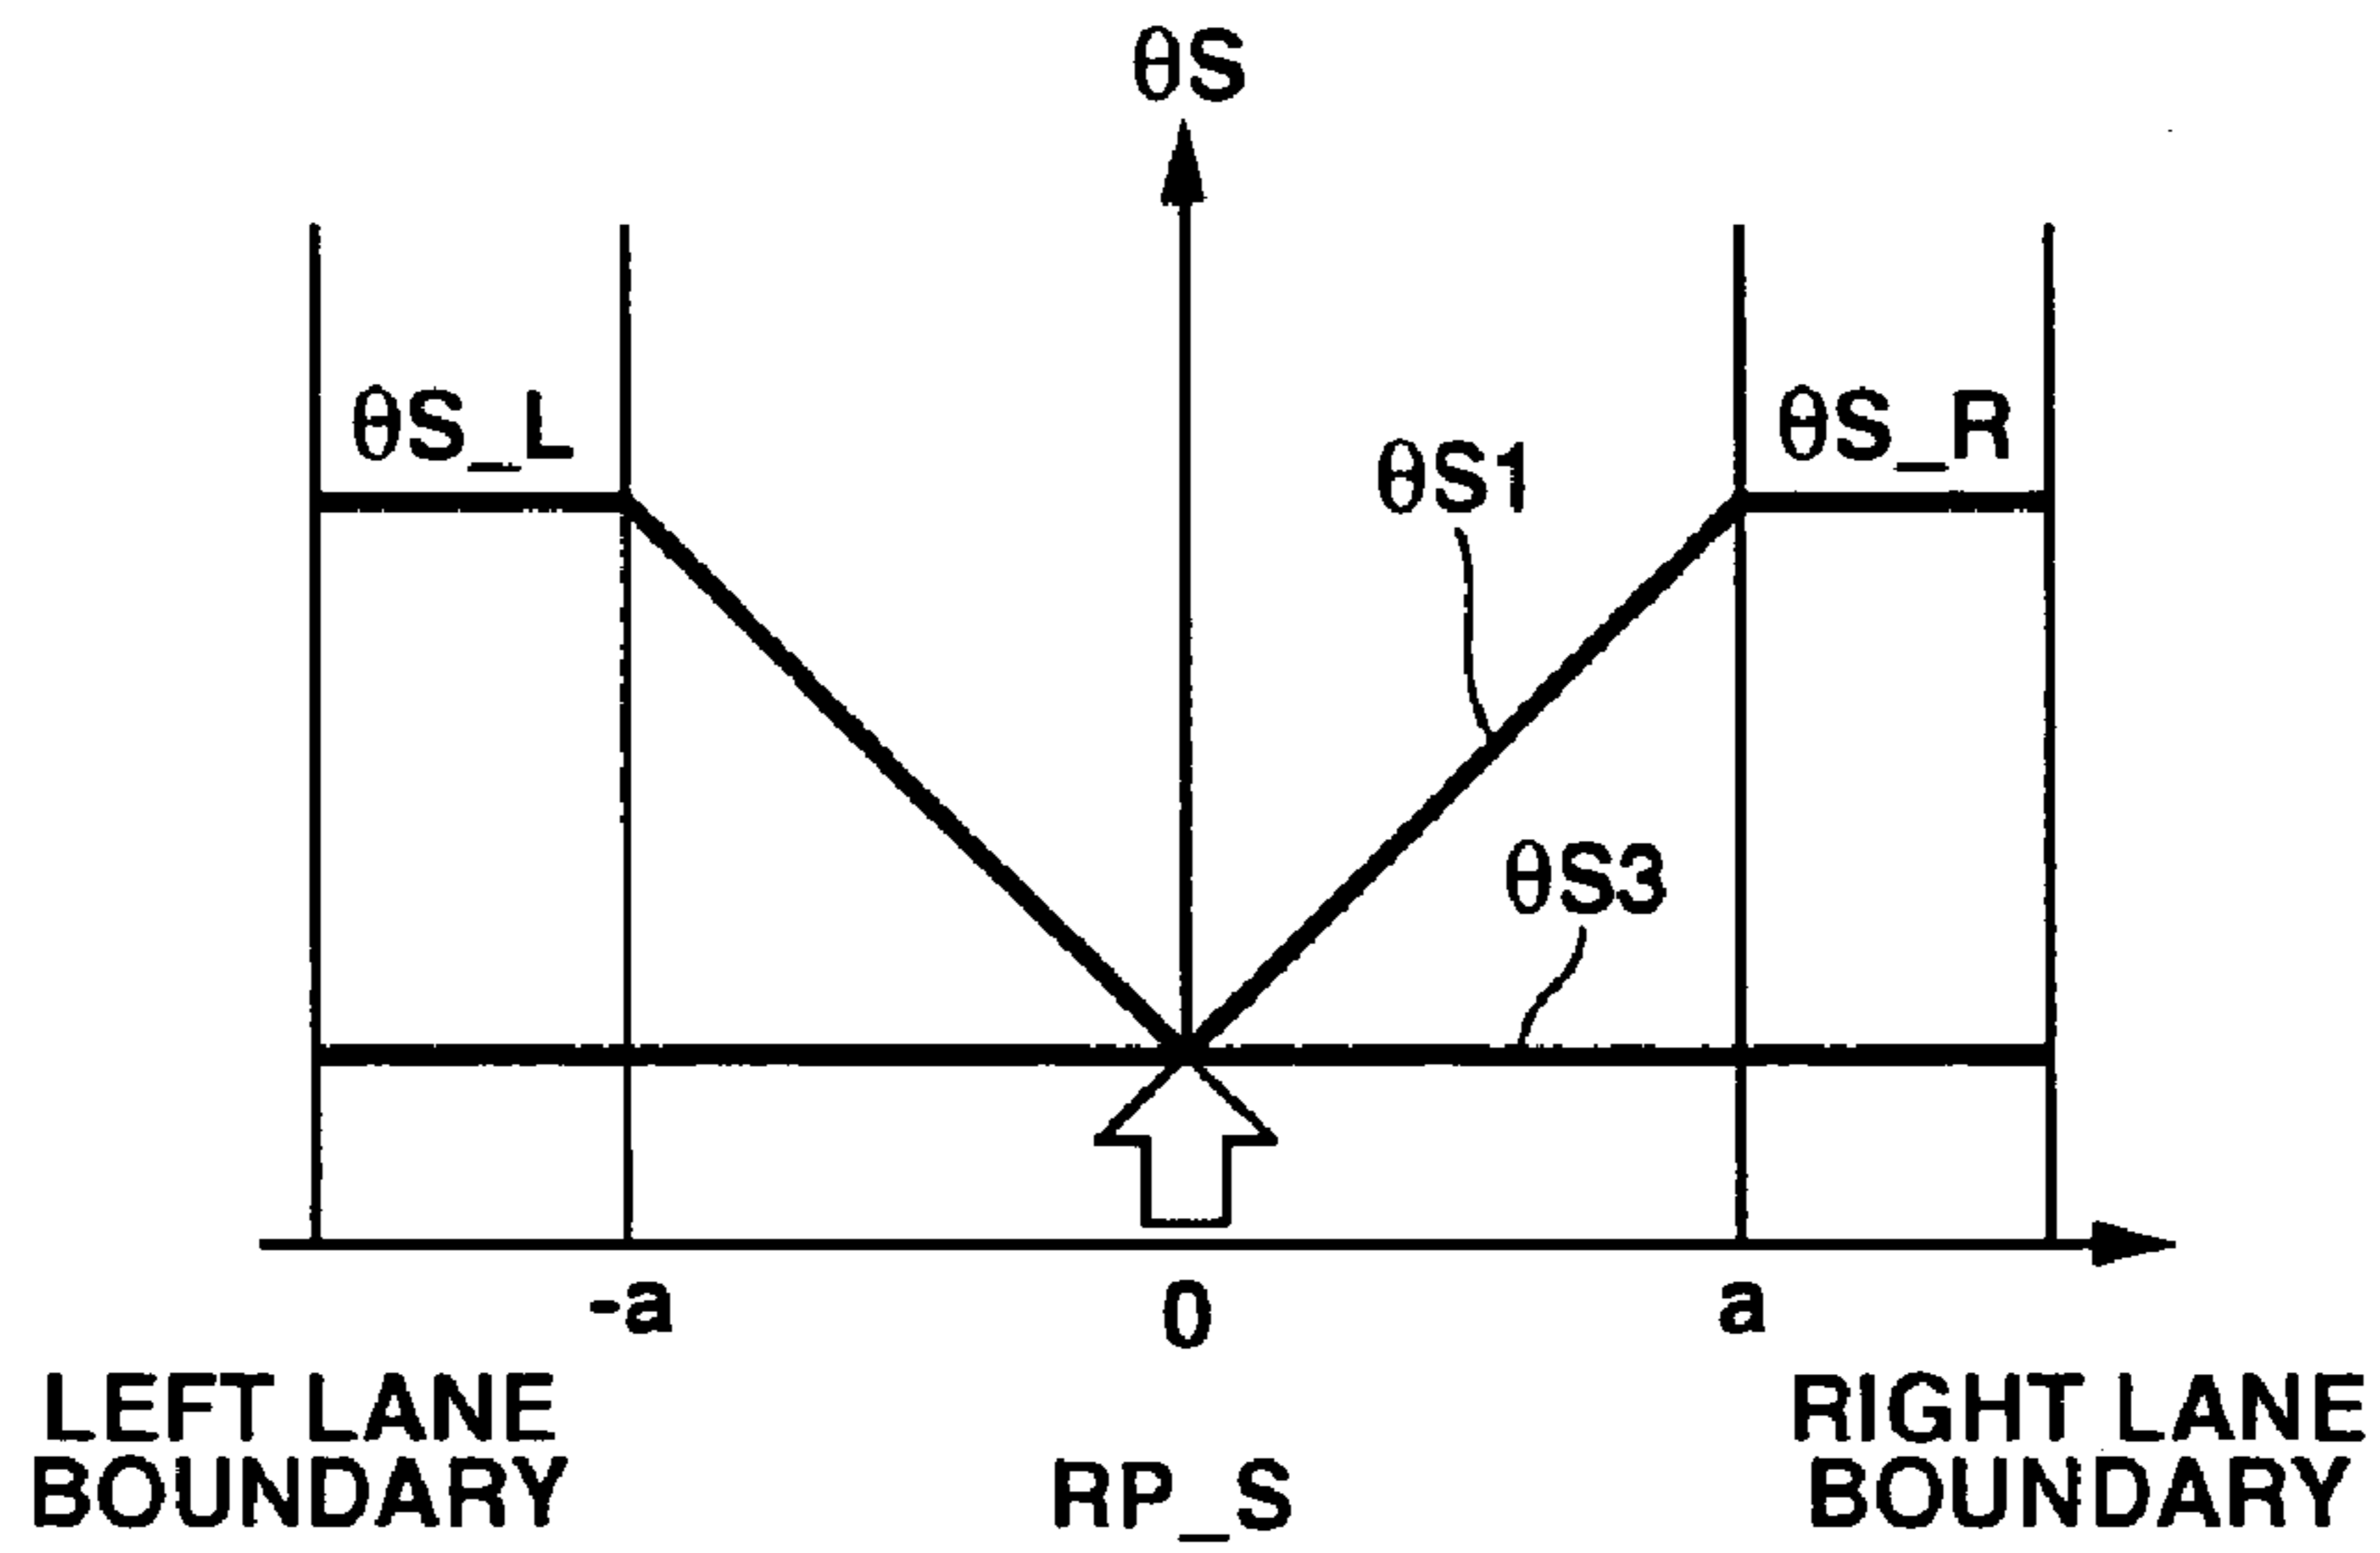 θS
θS_L
θS1
θS_R
θS3
-a
0
a
LEFT LANE
BOUNDARY
RP_S
RIGHT LANE
BOUNDARY